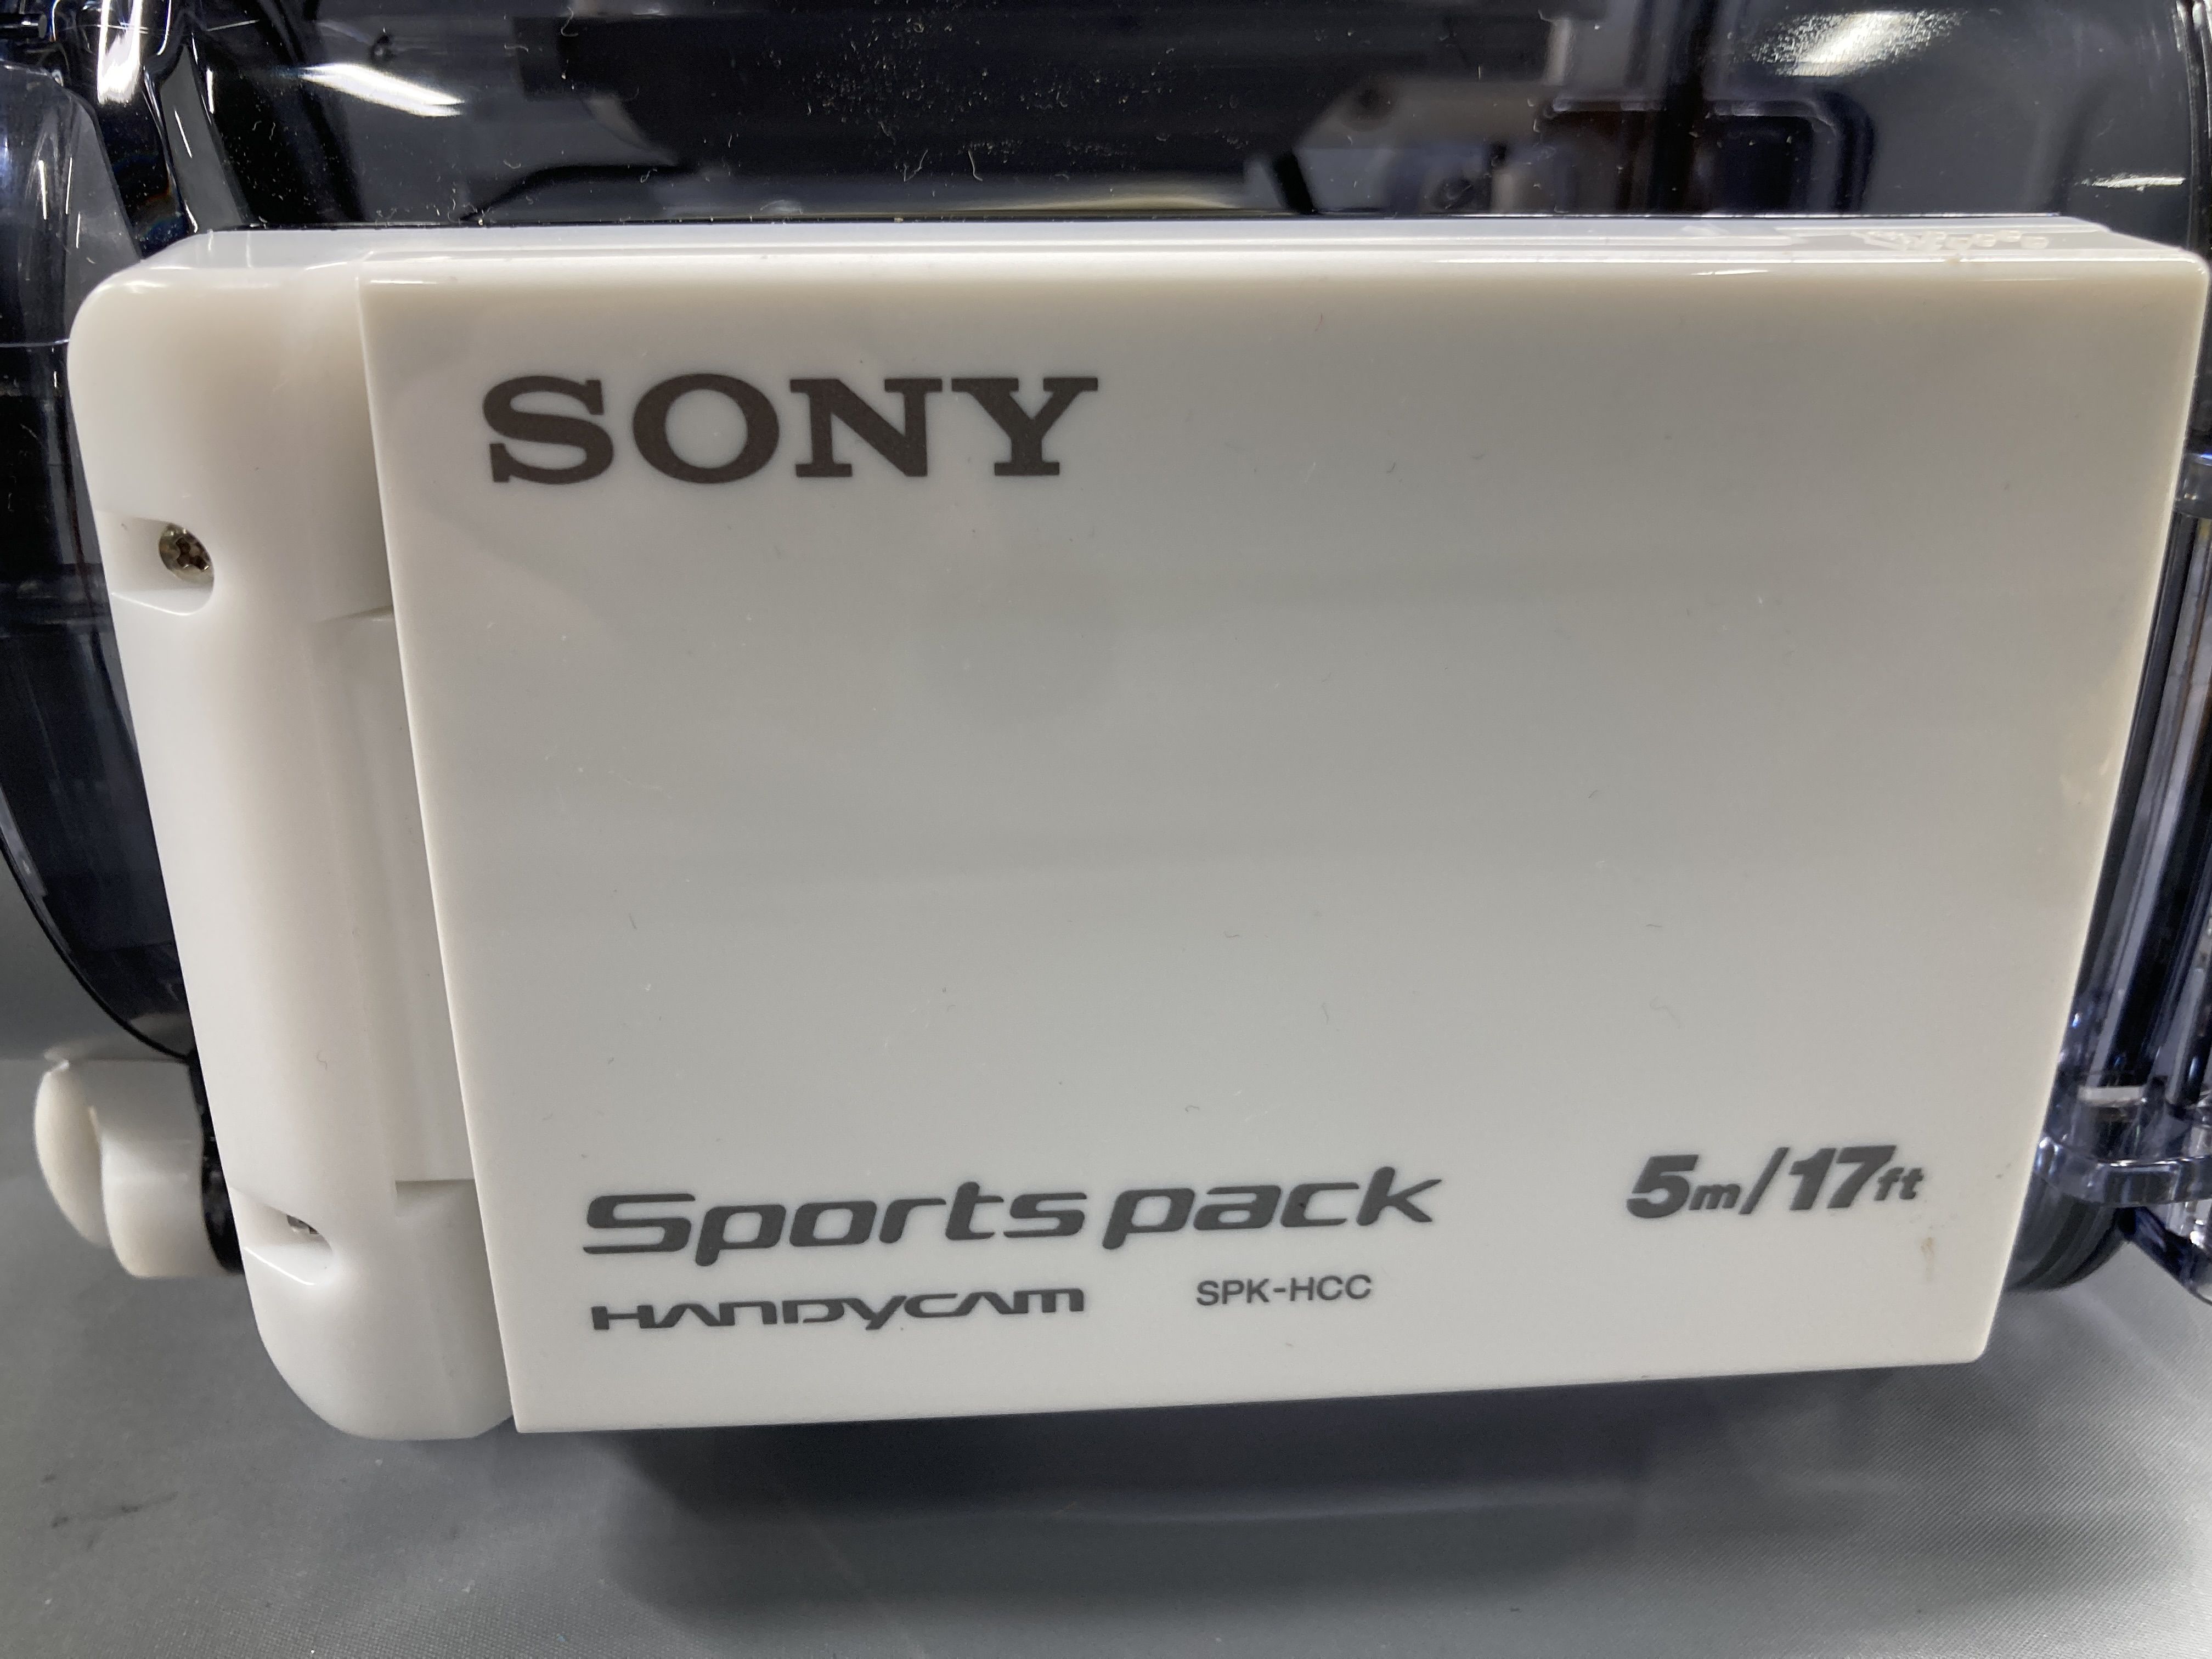 SONY
Sports pack 5m/17ft
HANDYCAM SPK-HCC